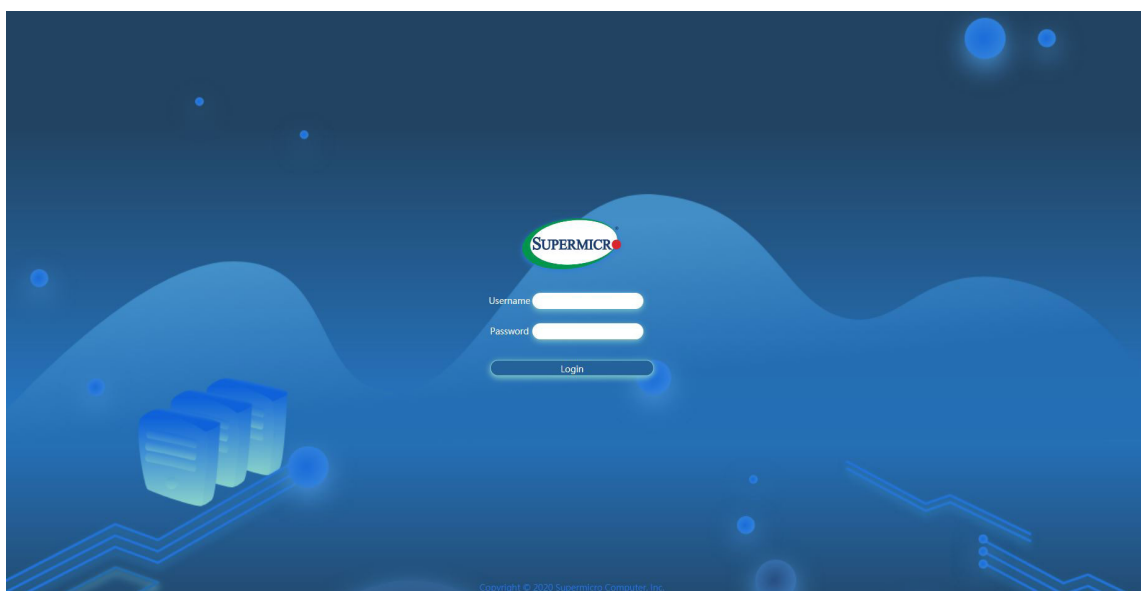 SUPERMICR
Username
Password
Login
Copyright © 2020 Supermicro Computer, Inc.